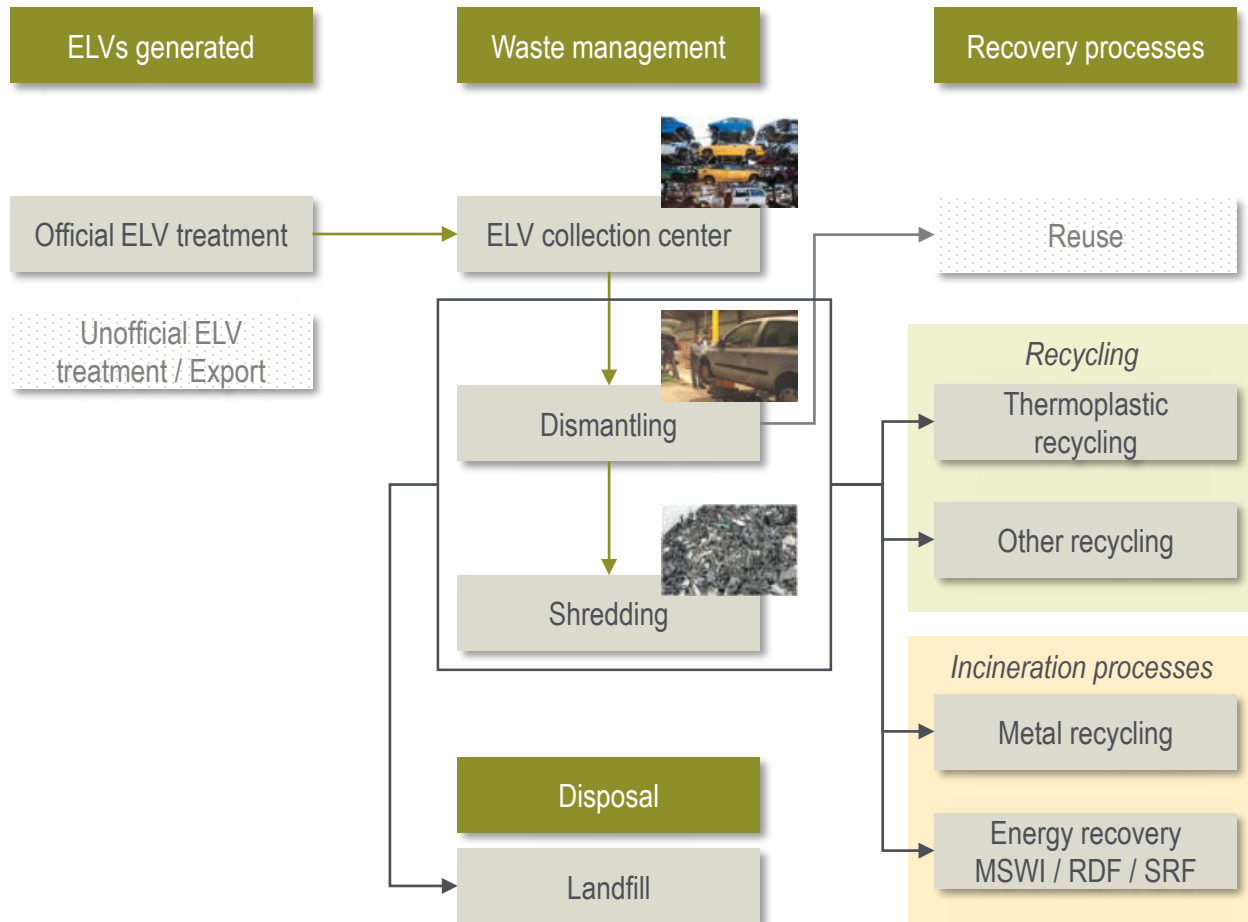 ELVs generated
Waste management
Recovery processes
Official ELV treatment
ELV collection center
Reuse
Unofficial ELV
treatment / Export
Recycling
Dismantling
Thermoplastic
recycling
Other recycling
Shredding
Incineration processes
Metal recycling
Disposal
Energy recovery
MSWI / RDF / SRF
Landfill